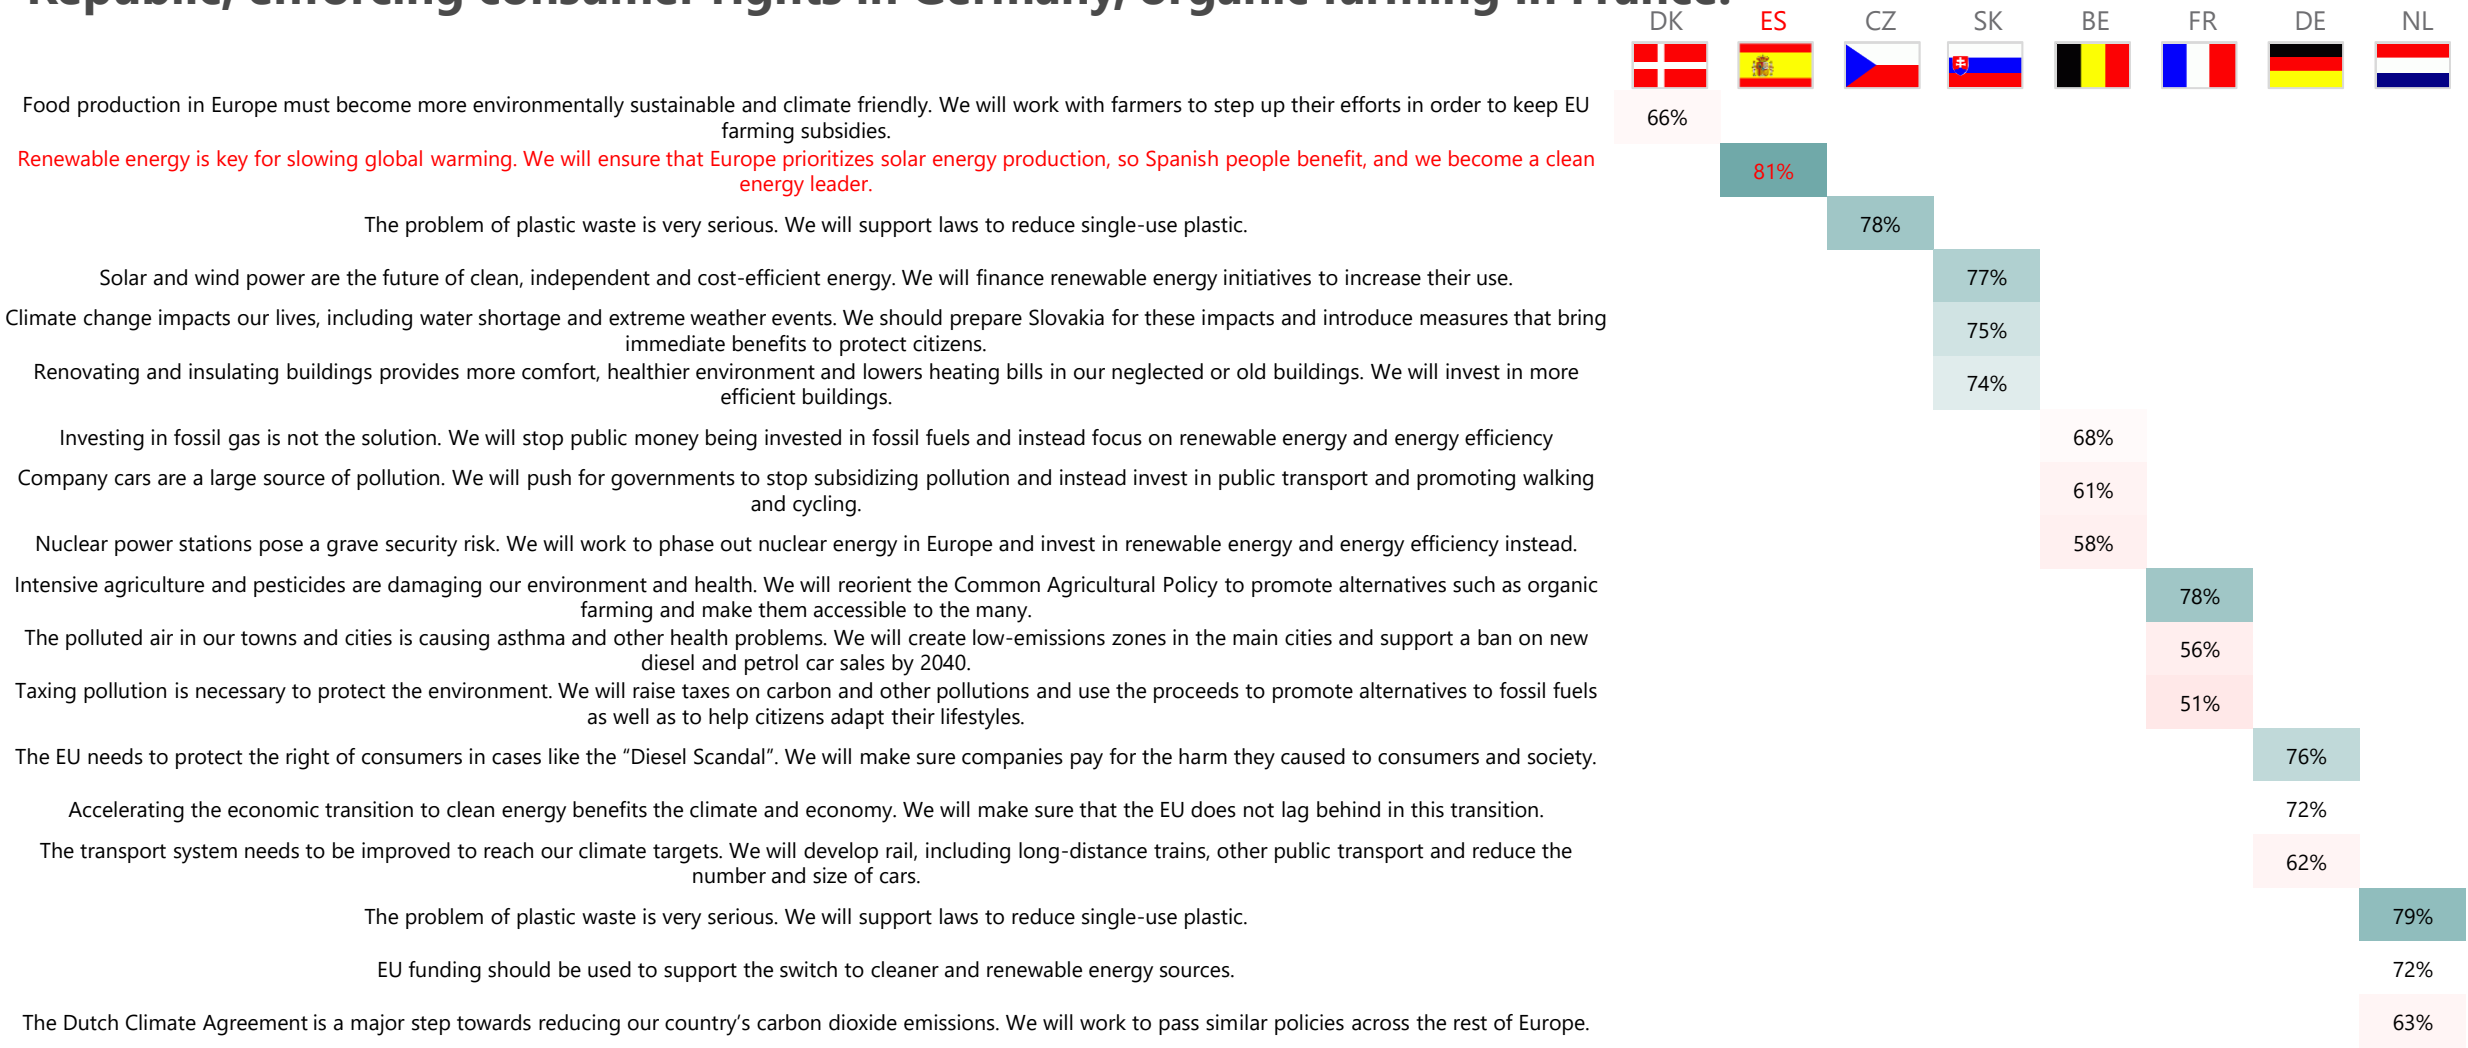 Republic, enforcing consumer rights in Germany, organic farming in France.
DK ES CZ SK BE FR DE NL
Food production in Europe must become more environmentally sustainable and climate friendly. We will work with farmers to step up their efforts in order to keep EU
farming subsidies.
66%
Renewable energy is key for slowing global warming. We will ensure that Europe prioritizes solar energy production, so Spanish people benefit, and we become a clean
energy leader.
81%
The problem of plastic waste is very serious. We will support laws to reduce single-use plastic.
78%
Solar and wind power are the future of clean, independent and cost-efficient energy. We will finance renewable energy initiatives to increase their use.
77%
Climate change impacts our lives, including water shortage and extreme weather events. We should prepare Slovakia for these impacts and introduce measures that bring
immediate benefits to protect citizens.
75%
Renovating and insulating buildings provides more comfort, healthier environment and lowers heating bills in our neglected or old buildings. We will invest in more
efficient buildings.
74%
Investing in fossil gas is not the solution. We will stop public money being invested in fossil fuels and instead focus on renewable energy and energy efficiency
68%
Company cars are a large source of pollution. We will push for governments to stop subsidizing pollution and instead invest in public transport and promoting walking
and cycling.
61%
Nuclear power stations pose a grave security risk. We will work to phase out nuclear energy in Europe and invest in renewable energy and energy efficiency instead.
58%
Intensive agriculture and pesticides are damaging our environment and health. We will reorient the Common Agricultural Policy to promote alternatives such as organic
farming and make them accessible to the many.
78%
The polluted air in our towns and cities is causing asthma and other health problems. We will create low-emissions zones in the main cities and support a ban on new
diesel and petrol car sales by 2040.
56%
Taxing pollution is necessary to protect the environment. We will raise taxes on carbon and other pollutions and use the proceeds to promote alternatives to fossil fuels
as well as to help citizens adapt their lifestyles.
51%
The EU needs to protect the right of consumers in cases like the “Diesel Scandal”. We will make sure companies pay for the harm they caused to consumers and society.
76%
Accelerating the economic transition to clean energy benefits the climate and economy. We will make sure that the EU does not lag behind in this transition.
72%
The transport system needs to be improved to reach our climate targets. We will develop rail, including long-distance trains, other public transport and reduce the
number and size of cars.
62%
The problem of plastic waste is very serious. We will support laws to reduce single-use plastic.
79%
EU funding should be used to support the switch to cleaner and renewable energy sources.
72%
The Dutch Climate Agreement is a major step towards reducing our country’s carbon dioxide emissions. We will work to pass similar policies across the rest of Europe.
63%